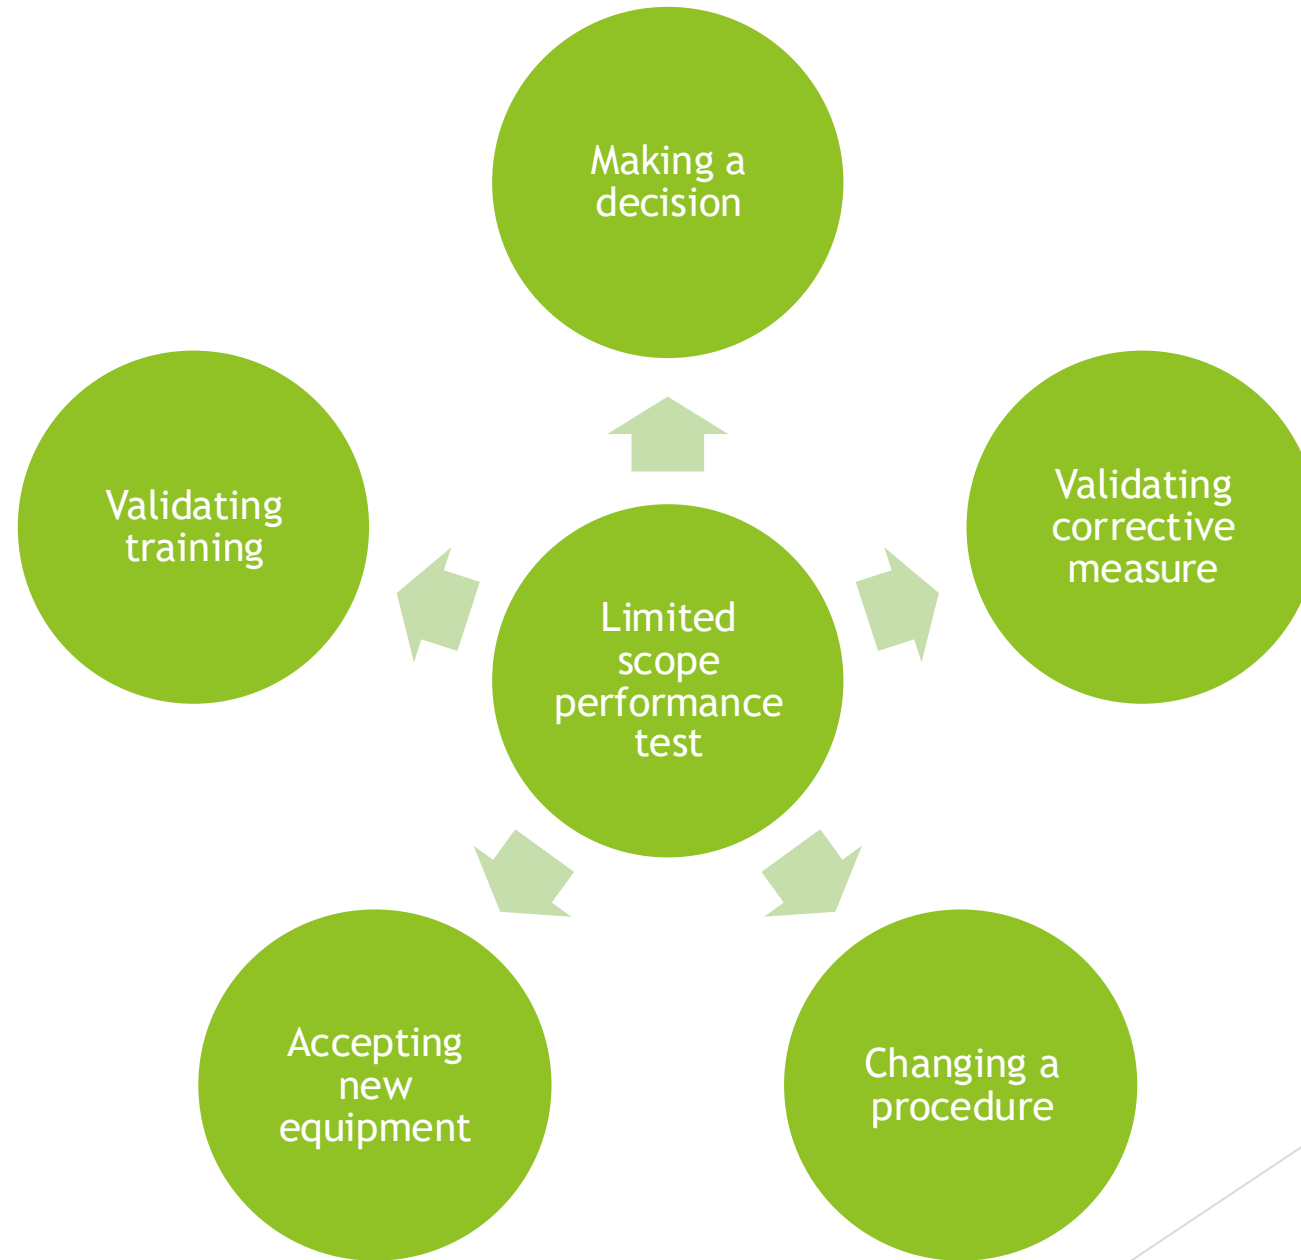 Making a
decision
Validating
training
Validating
corrective
measure
Limited
scope
performance
test
Accepting
new
equipment
Changing a
procedure